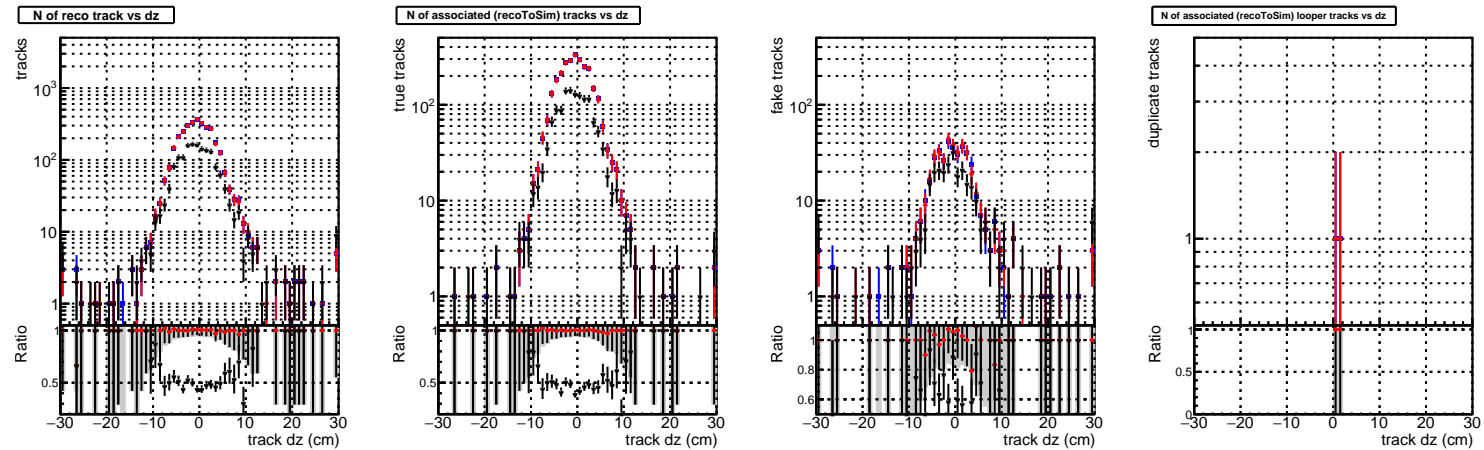 N of reco track vs dz
tracks
10³
10²
10
1
Ratio
1
0.5
−30 −20 −10 0 10 20 30
track dz (cm)
N of associated (recoToSim) tracks vs dz
true tracks
10²
10
1
Ratio
1
0.5
−30 −20 −10 0 10 20 30
track dz (cm)
fake tracks
10²
10
1
Ratio
1.0
0.8
0.6
−30 −20 −10 0 10 20 30
track dz (cm)
N of associated (recoToSim) looper tracks vs dz
duplicate tracks
1
Ratio
1
0.5
0
−30 −20 −10 0 10 20 30
track dz (cm)